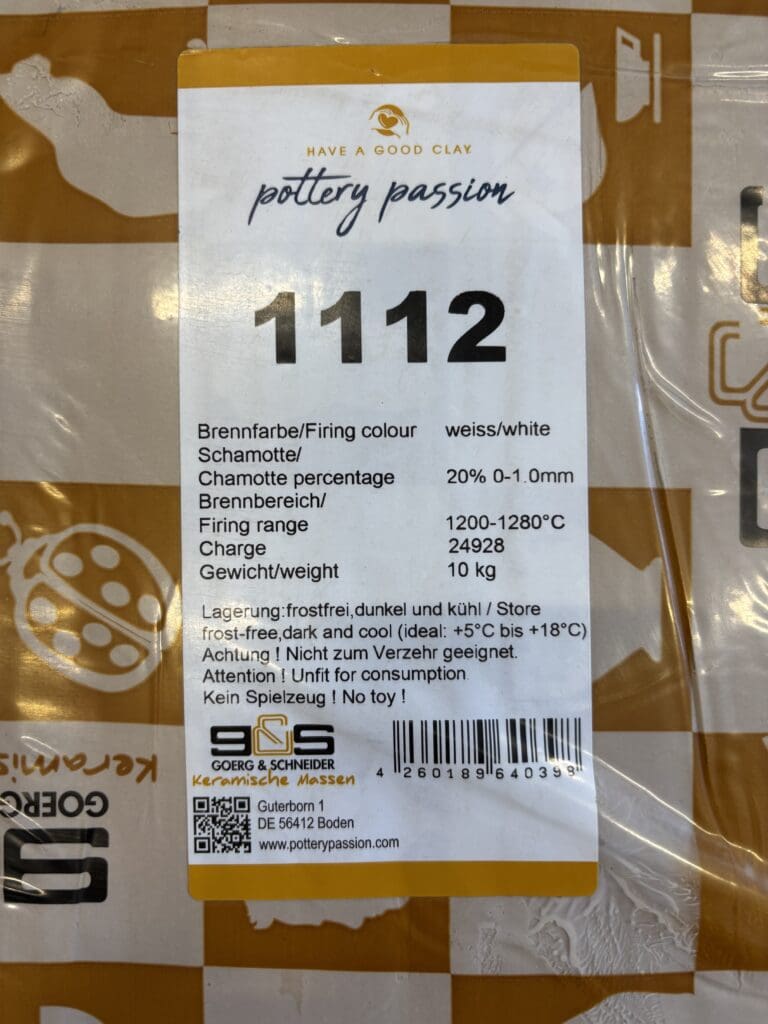 HAVE A GOOD CLAY
pottery passion
1112
Brennfarbe/Firing colour weiss/white
Schamotte/
Chamotte percentage 20% 0-1.0mm
Brennbereich/
Firing range 1200-1280°C
Charge 24928
Gewicht/weight 10 kg
Lagerung:frostfrei,dunkel und kühl / Store
frost-free,dark and cool (ideal: +5°C bis +18°C)
Achtung ! Nicht zum Verzehr geeignet.
Attention ! Unfit for consumption
Kein Spielzeug ! No toy !
g&s
GOERG & SCHNEIDER
Keramische Massen
4 260189 640398
Guterborn 1
DE 56412 Boden
www.potterypassion.com
Keramis
GOERG
g